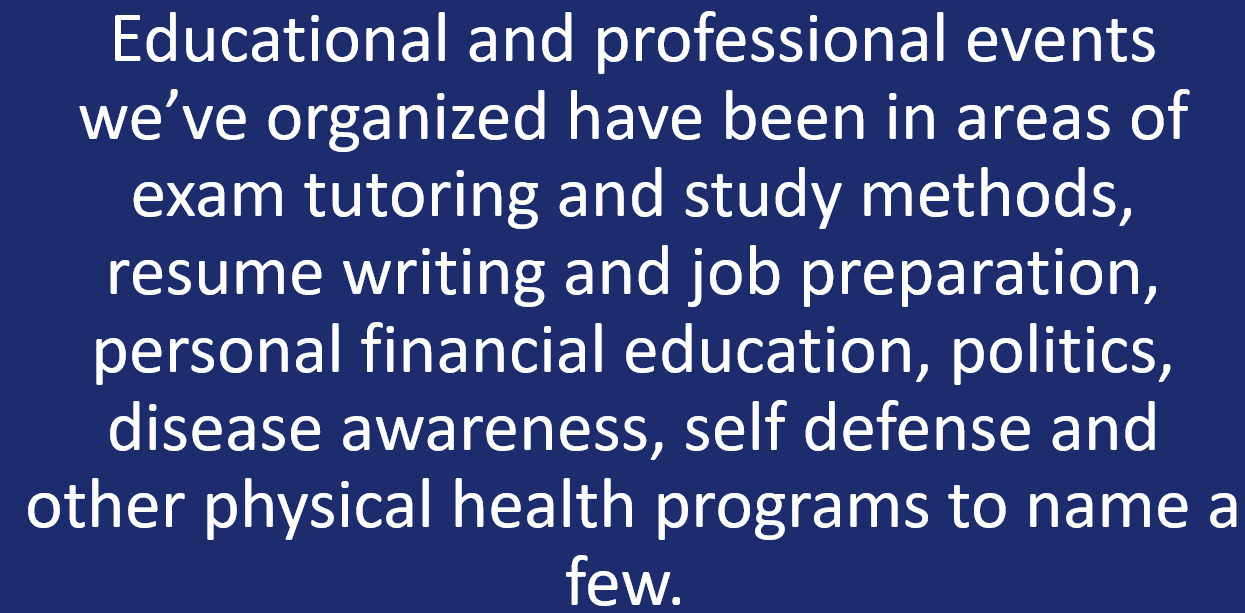 Educational and professional events
we’ve organized have been in areas of
exam tutoring and study methods,
resume writing and job preparation,
personal financial education, politics,
disease awareness, self defense and
other physical health programs to name a
few.